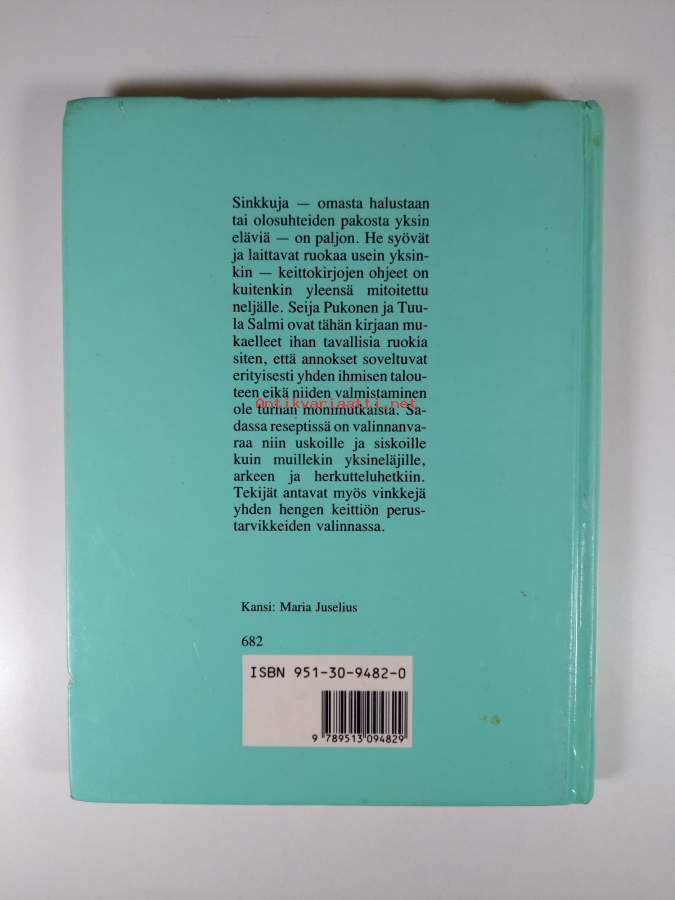 Sinkkuja — omasta halustaan
tai olosuhteiden pakosta yksin
eläviä — on paljon. He syövät
ja laittavat ruokaa usein yksin-
kin — keittokirjojen ohjeet on
kuitenkin yleensä mitoitettu
neljälle. Seija Pukonen ja Tuu-
la Salmi ovat tähän kirjaan mu-
kaelleet ihan tavallisia ruokia
siten, että annokset soveltuvat
erityisesti yhden ihmisen talou-
teen eikä niiden valmistaminen
Antikvariaatti.net
ole turhan monimutkaista. Sa-
dassa reseptissä on valinnanva-
raa niin uskoille ja siskoille
kuin muillekin yksineläjille,
arkeen ja herkutteluhetkiin.
Tekijät antavat myös vinkkejä
yhden hengen keittiön perus-
tarvikkeiden valinnassa.
Kansi: Maria Juselius
682
ISBN 951-30-9482-0
9 789513 094829